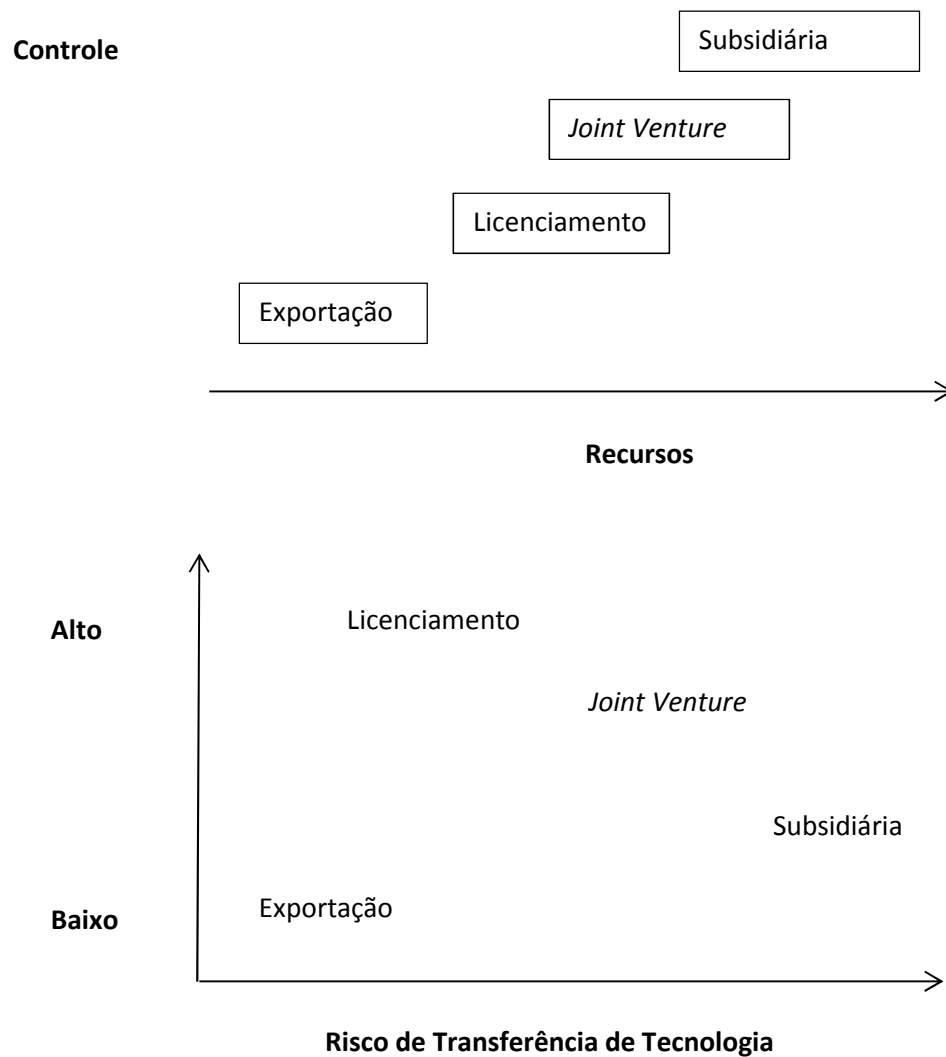 Controle
Subsidiária
Joint Venture
Licenciamento
Exportação
Recursos
Alto
Licenciamento
Joint Venture
Subsidiária
Baixo
Exportação
Risco de Transferência de Tecnologia